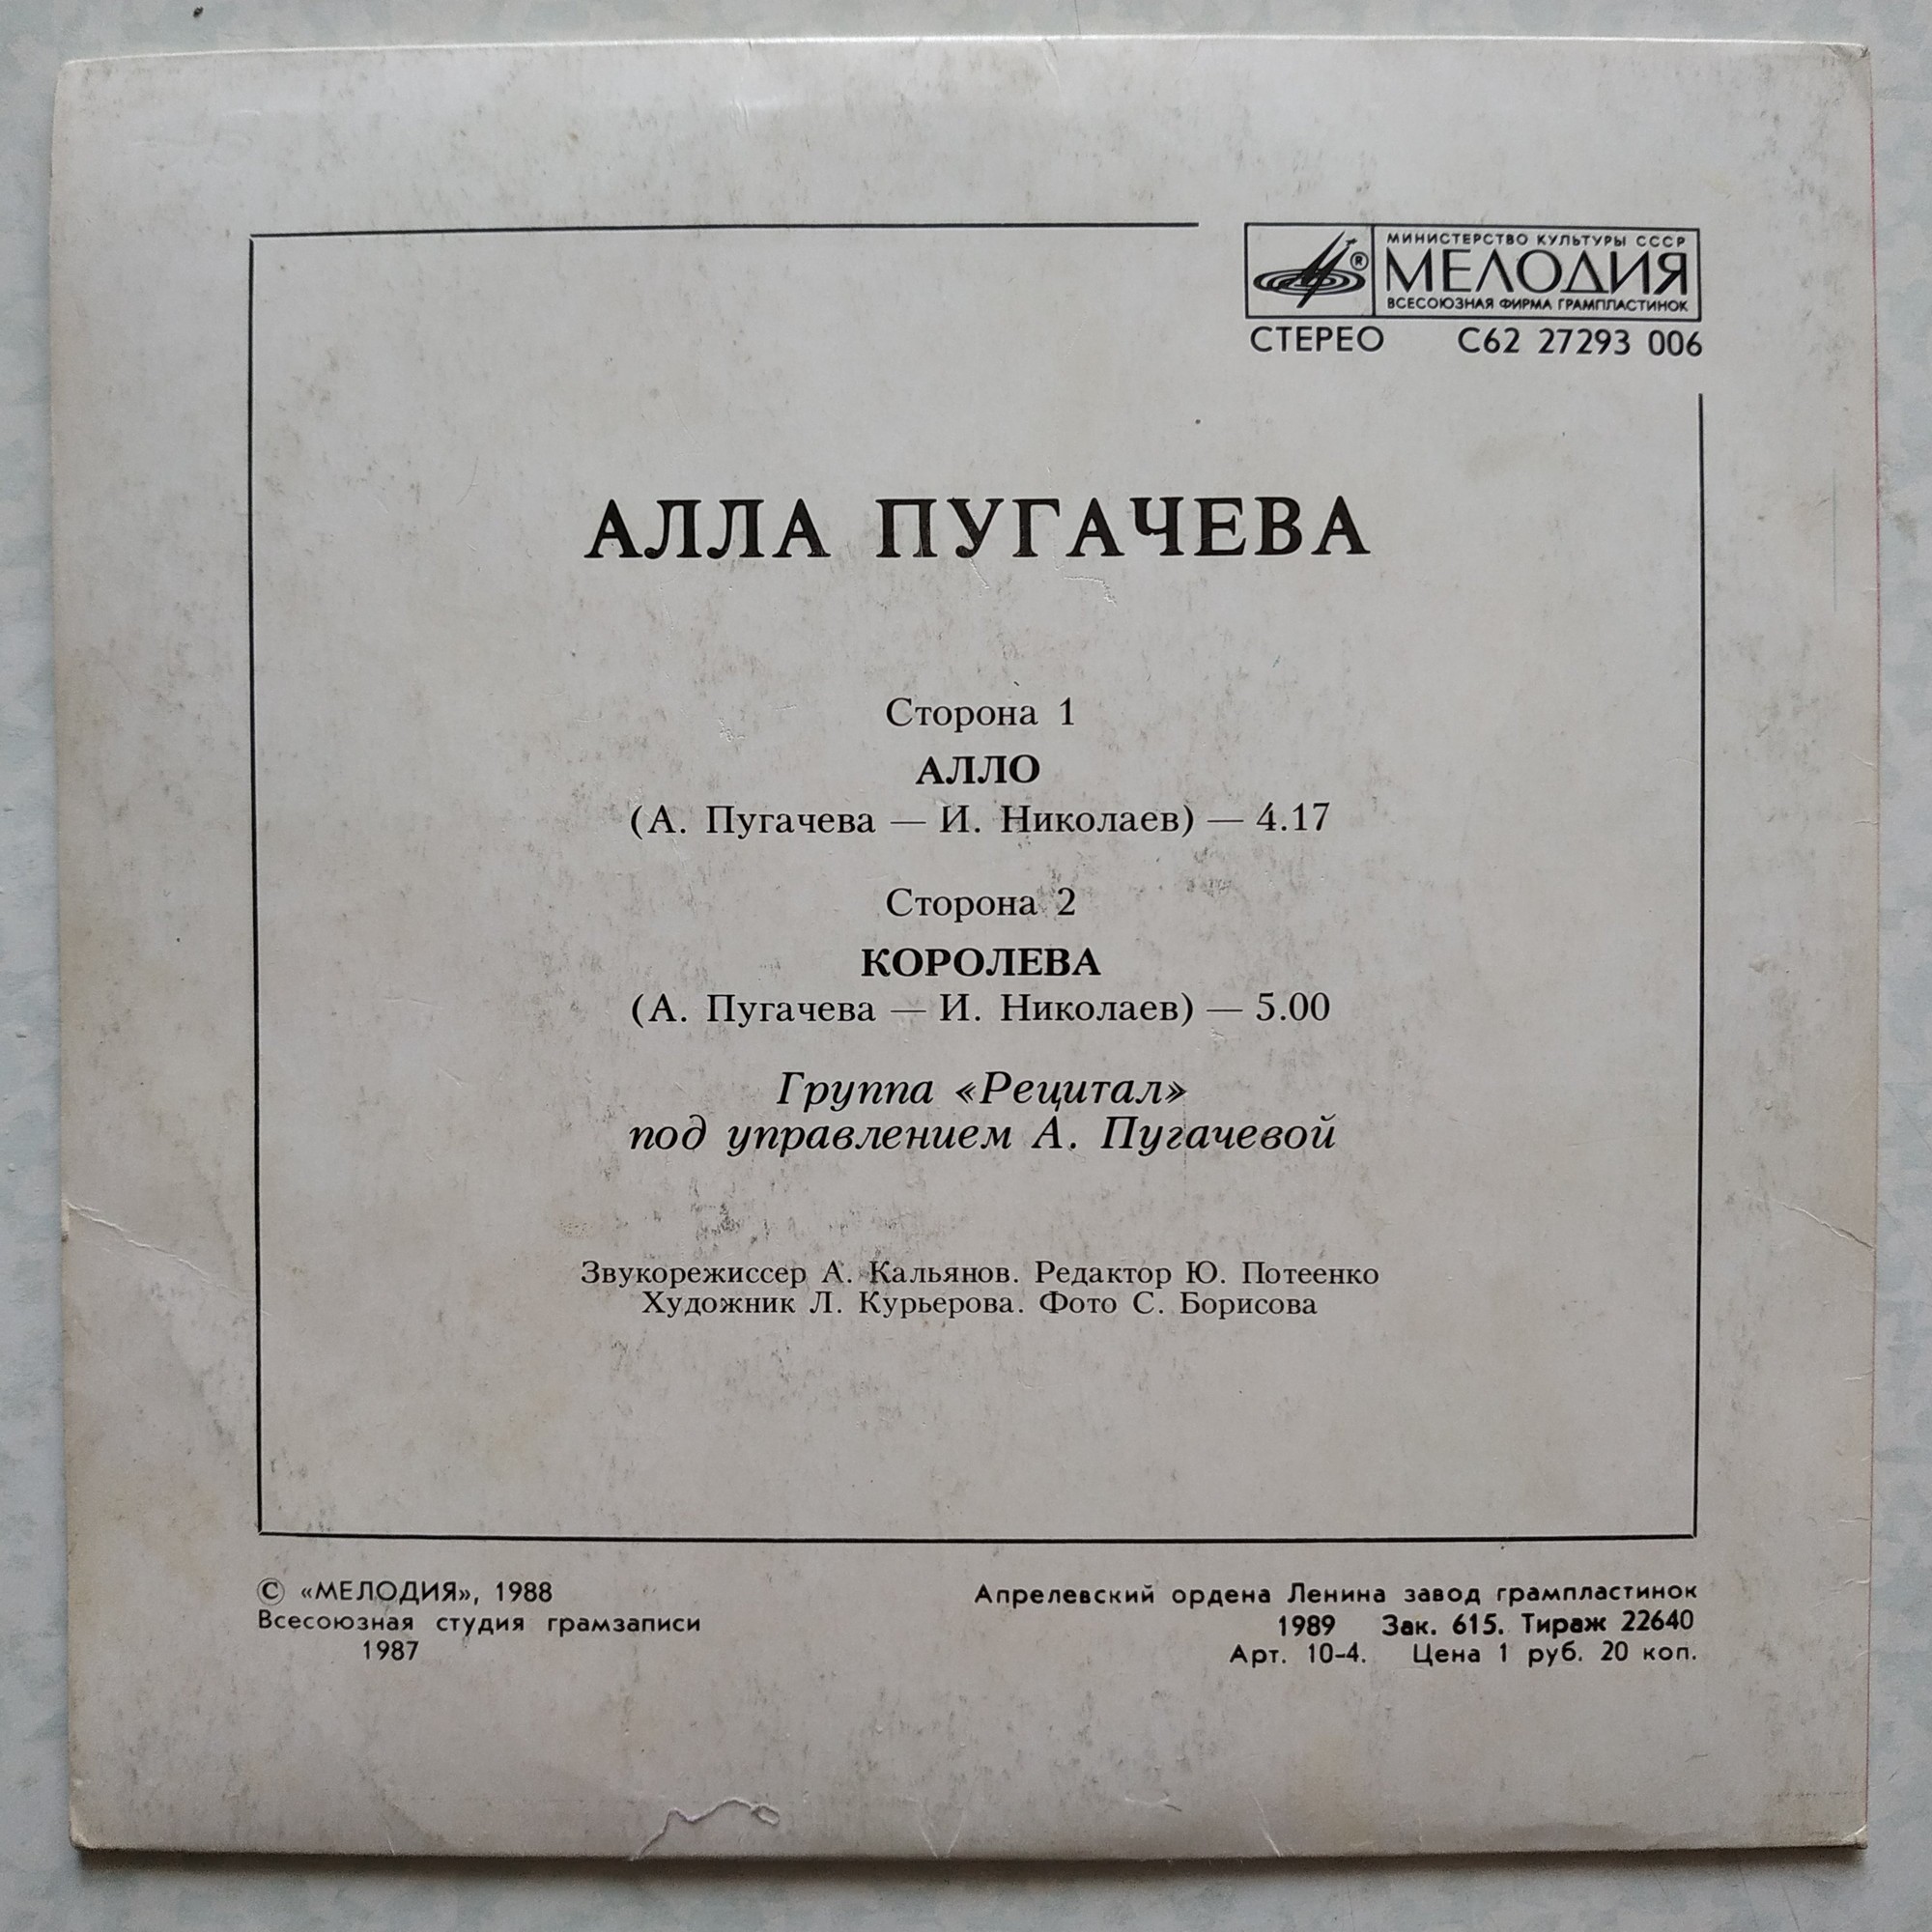 МИНИСТЕРСТВО КУЛЬТУРЫ СССР
МЕЛОДИЯ ®
ВСЕСОЮЗНАЯ ФИРМА ГРАМПЛАСТИНОК
СТЕРЕО С62 27293 006
АЛЛА ПУГАЧЕВА
Сторона 1
АЛЛО
(А. Пугачева — И. Николаев) — 4.17
Сторона 2
КОРОЛЕВА
(А. Пугачева — И. Николаев) — 5.00
Группа «Рецитал»
под управлением А. Пугачевой
Звукорежиссер А. Кальянов. Редактор Ю. Потеенко
Художник Л. Курьерова. Фото С. Борисова
© «МЕЛОДИЯ», 1988
Всесоюзная студия грамзаписи
1987
Апрелевский ордена Ленина завод грампластинок
1989 Зак. 615. Тираж 22640
Арт. 10-4. Цена 1 руб. 20 коп.